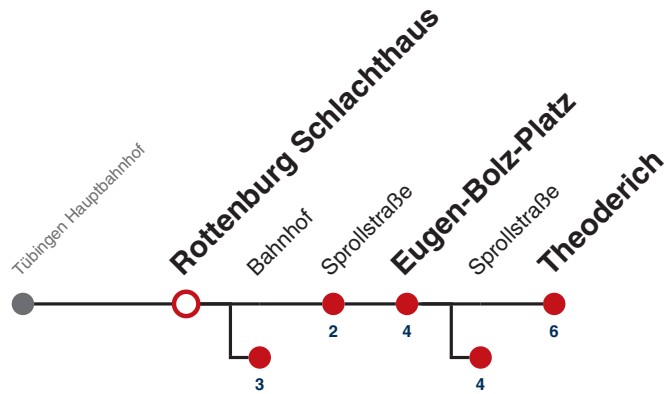 Tübingen Hauptbahnhof
Rottenburg Schlachthaus
Bahnhof
Sprollstraße
Eugen-Bolz-Platz
Sprollstraße
Theoderich
2
4
6
3
4